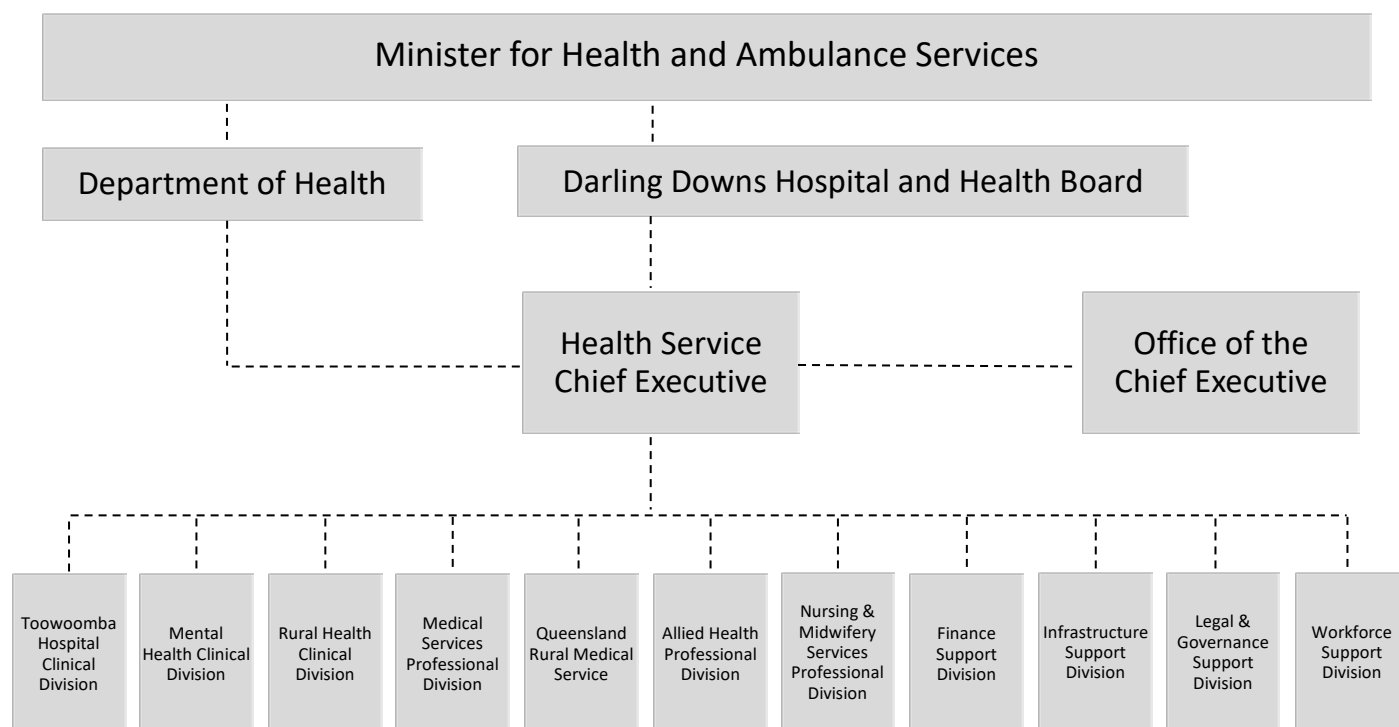 Minister for Health and Ambulance Services
Department of Health
Darling Downs Hospital and Health Board
Health Service
Chief Executive
Office of the
Chief Executive
Toowoomba
Hospital
Clinical
Division
Mental
Health Clinical
Division
Rural Health
Clinical
Division
Medical
Services
Professional
Division
Queensland
Rural Medical
Service
Allied Health
Professional
Division
Nursing &
Midwifery
Services
Professional
Division
Finance
Support
Division
Infrastructure
Support
Division
Legal &
Governance
Support
Division
Workforce
Support
Division